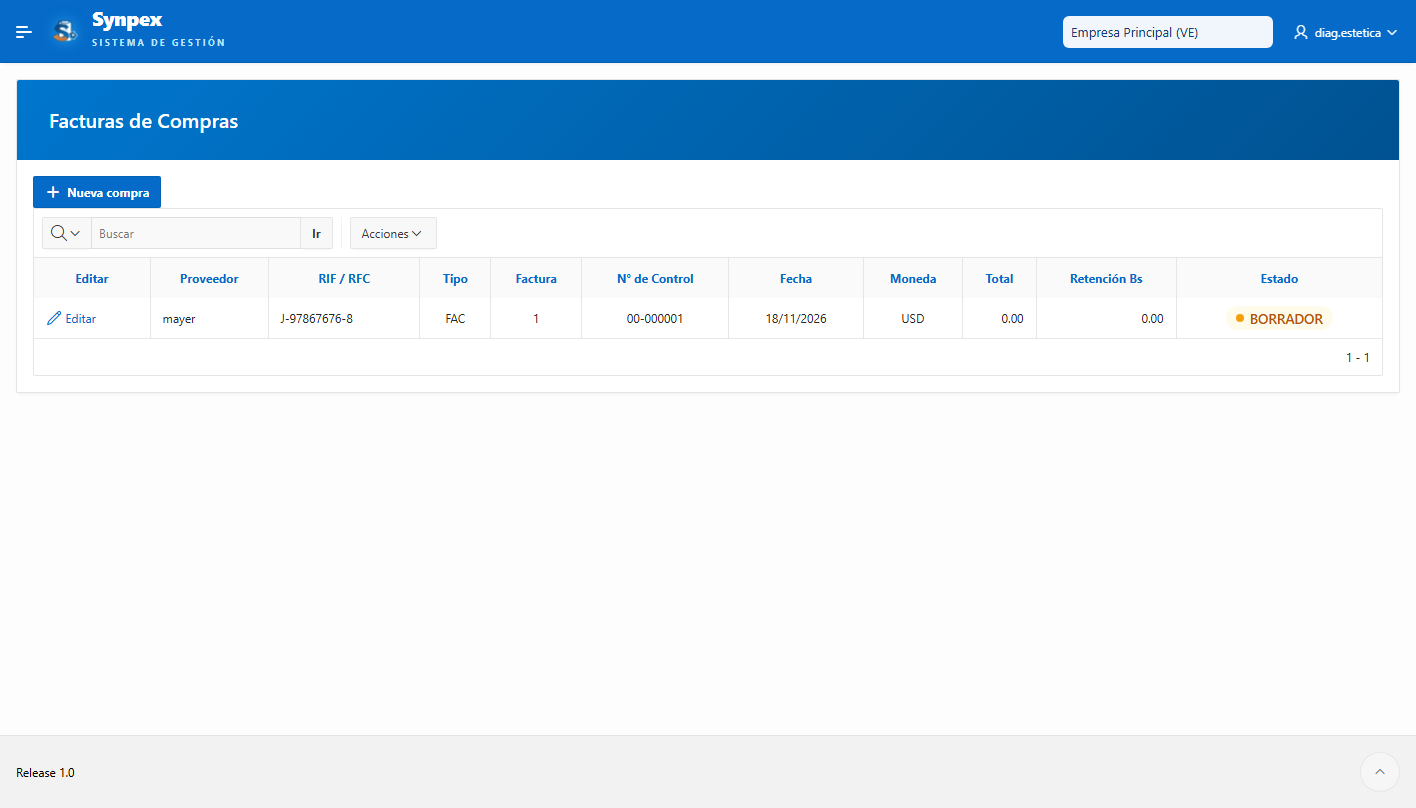 Synpex
SISTEMA DE GESTIÓN
Empresa Principal (VE)
diag.estetica
Facturas de Compras
Nueva compra
Buscar
Ir
Acciones
Editar Proveedor RIF / RFC Tipo Factura N° de Control Fecha Moneda Total Retención Bs Estado
Editar mayer J-97867676-8 FAC 1 00-000001 18/11/2026 USD 0.00 0.00 BORRADOR
1 - 1
Release 1.0